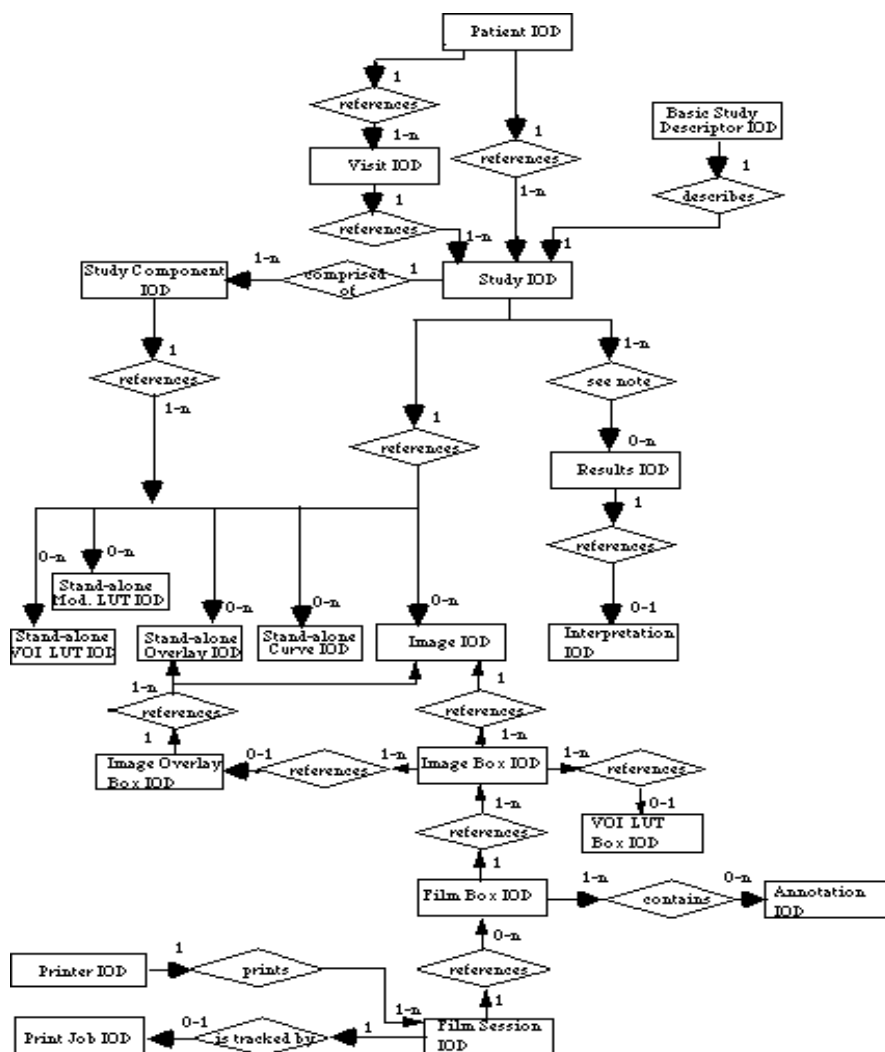 Patient IOD
1
references
1-n
Visit IOD
1
references
1-n
1
references
1-n
Basic Study
Descriptor IOD
1
describes
1
Study IOD
1
comprised
of
1-n
Study Component
IOD
1
references
1-n
1
references
1-n
see note
0-n
Results IOD
1
references
0-1
Interpretation
IOD
0-n
0-n
0-n
0-n
0-n
Stand-alone
Mod. LUT IOD
Stand-alone
VOI LUT IOD
Stand-alone
Overlay IOD
Stand-alone
Curve IOD
Image IOD
1-n
references
1
1
references
1-n
Image Overlay
Box IOD
0-1
references
1-n
Image Box IOD
1-n
references
0-1
VOI LUT
Box IOD
1-n
references
1
Film Box IOD
1-n
contains
0-n
Annotation
IOD
0-n
references
1
Printer IOD
1
prints
1-n
Film Session
IOD
Print Job IOD
0-1
is tracked by
1